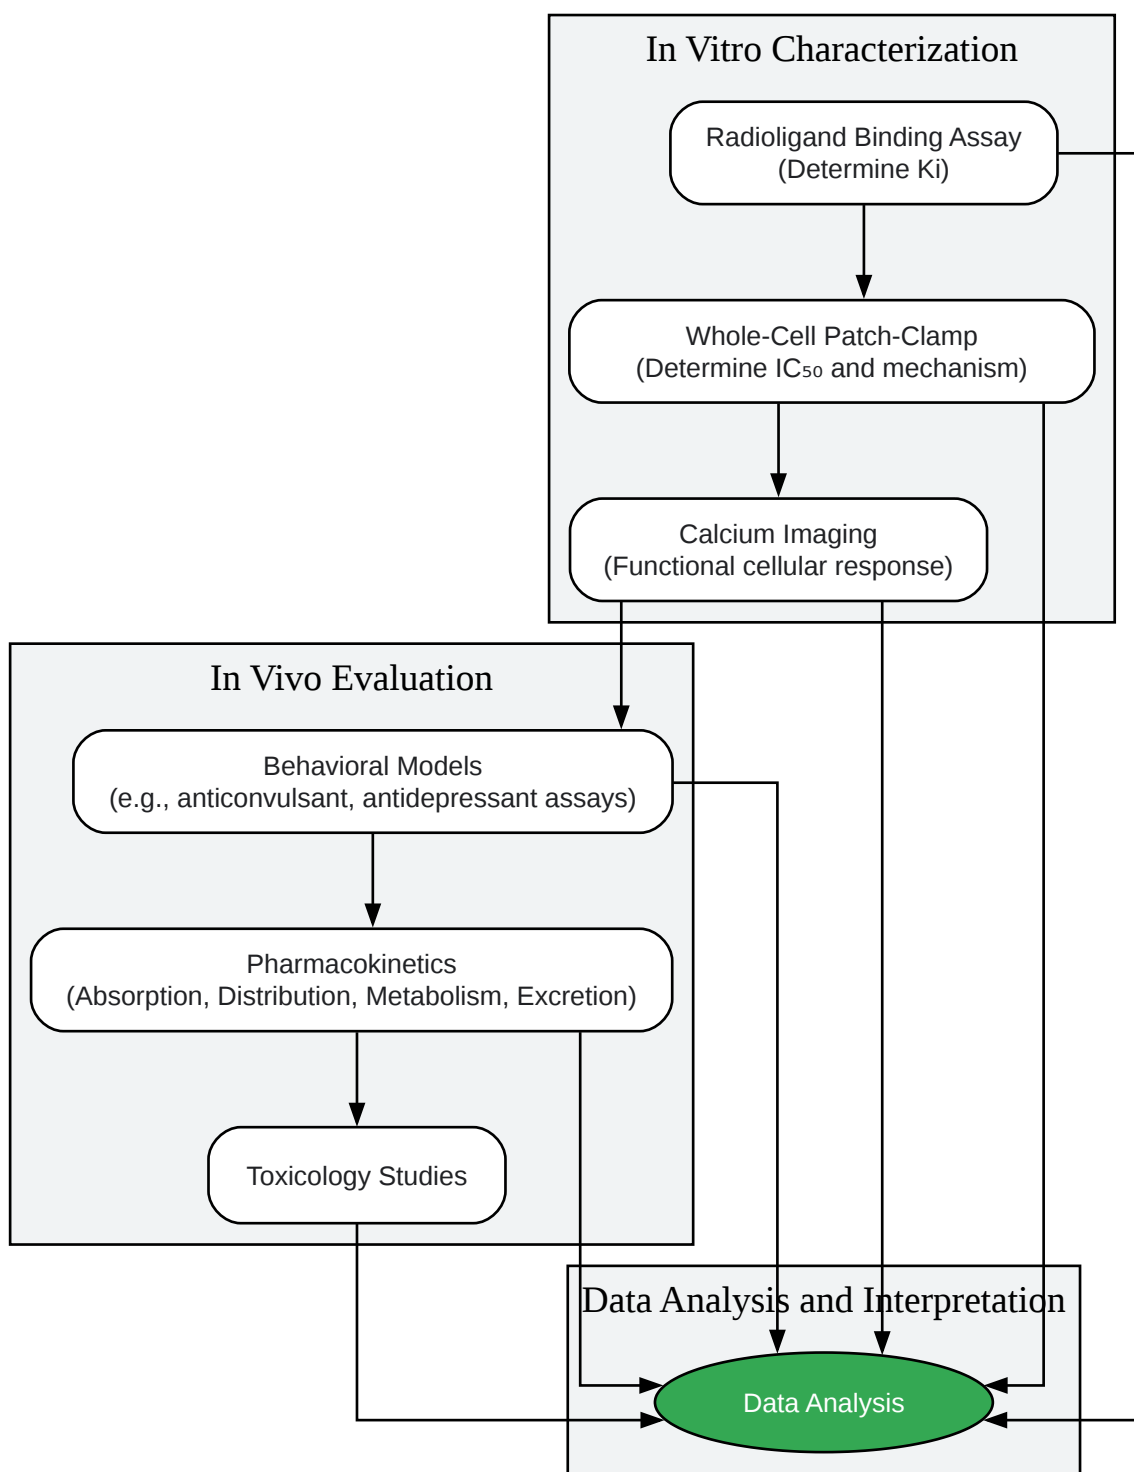 In Vitro Characterization
Radioligand Binding Assay
(Determine Ki)
Whole-Cell Patch-Clamp
(Determine IC₅₀ and mechanism)
Calcium Imaging
(Functional cellular response)
In Vivo Evaluation
Behavioral Models
(e.g., anticonvulsant, antidepressant assays)
Pharmacokinetics
(Absorption, Distribution, Metabolism, Excretion)
Toxicology Studies
Data Analysis and Interpretation
Data Analysis